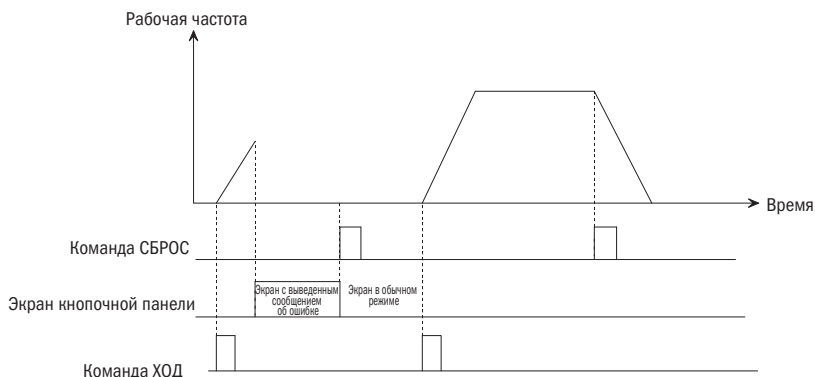 Рабочая частота
Время
Команда СБРОС
Экран кнопочной панели
Экран с выведенным
сообщением
об ошибке
Экран в обычном
режиме
Команда ХОД